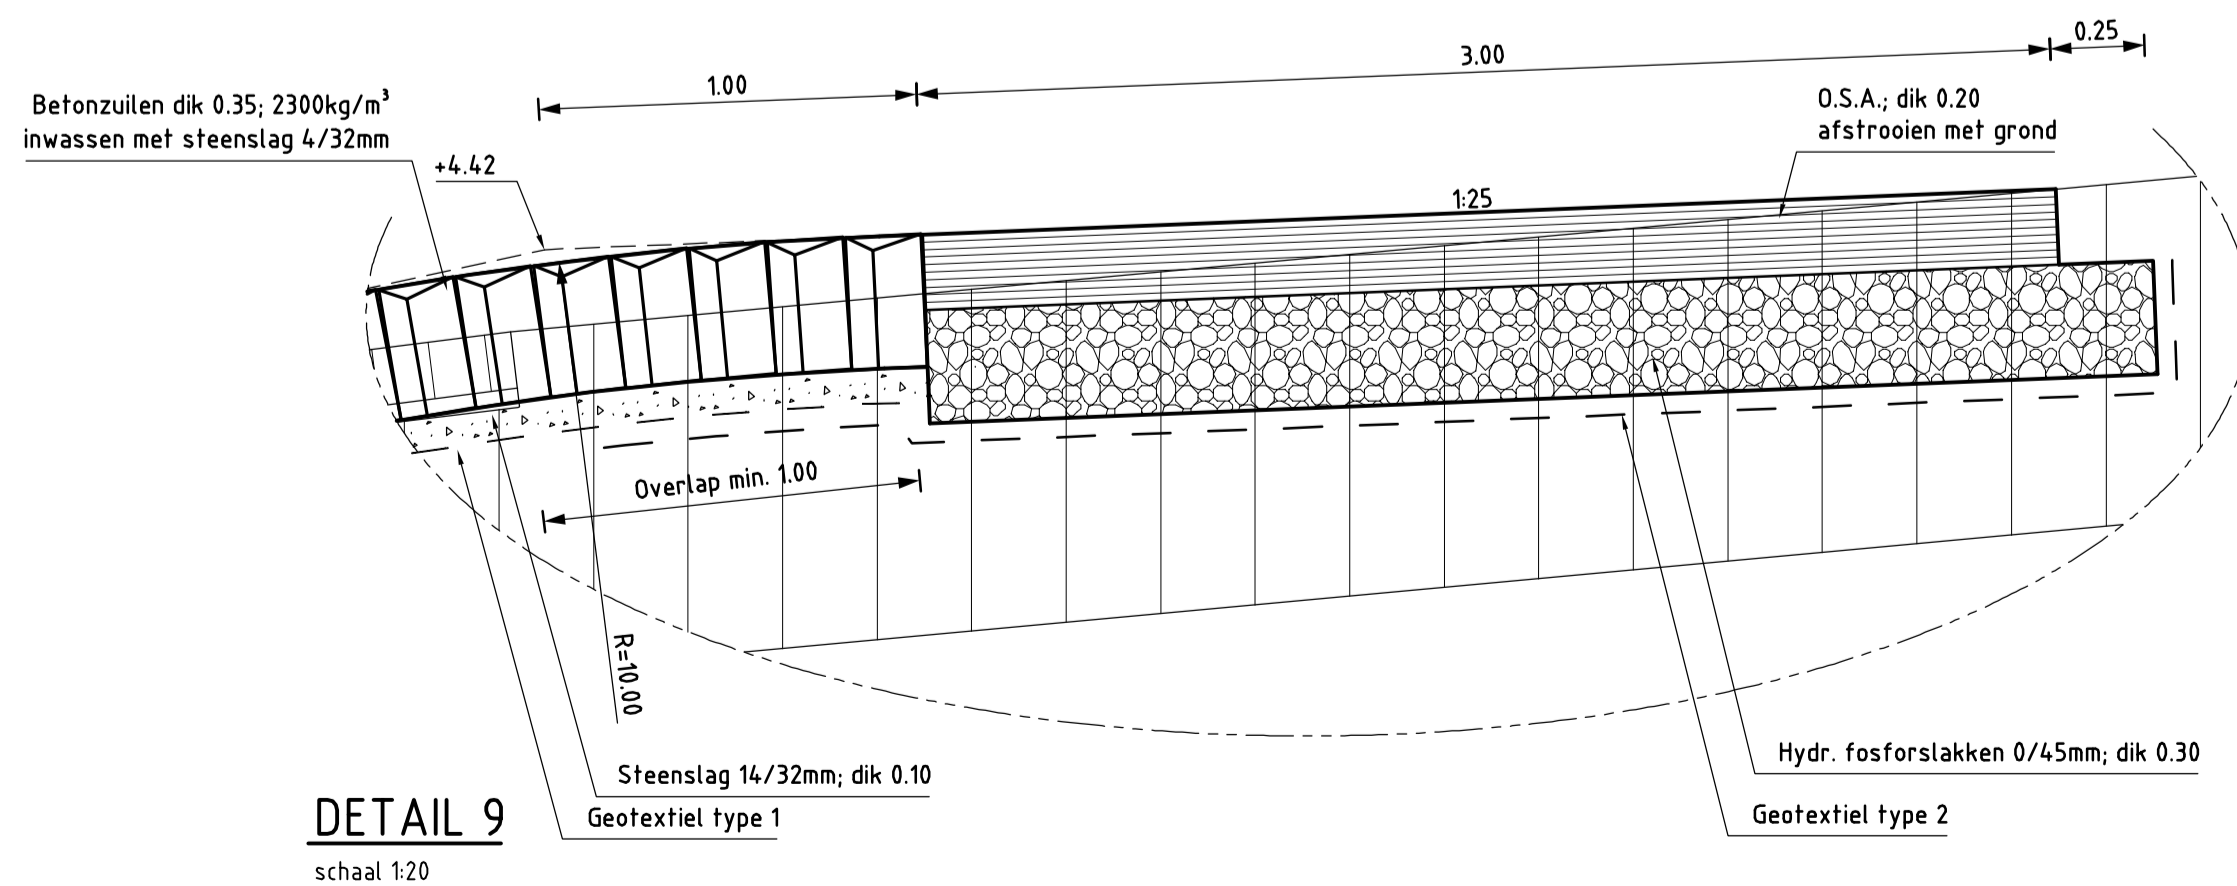 0.25
3.00
1.00
Betonzuilen dik 0.35; 2300kg/m³
inwassen met steenslag 4/32mm
O.S.A.; dik 0.20
afstrooien met grond
+4.42
1:25
Overlap min. 1.00
R=10.00
Hydr. fosforslakken 0/45mm; dik 0.30
Steenslag 14/32mm; dik 0.10
Geotextiel type 1
Geotextiel type 2
DETAIL 9
schaal 1:20